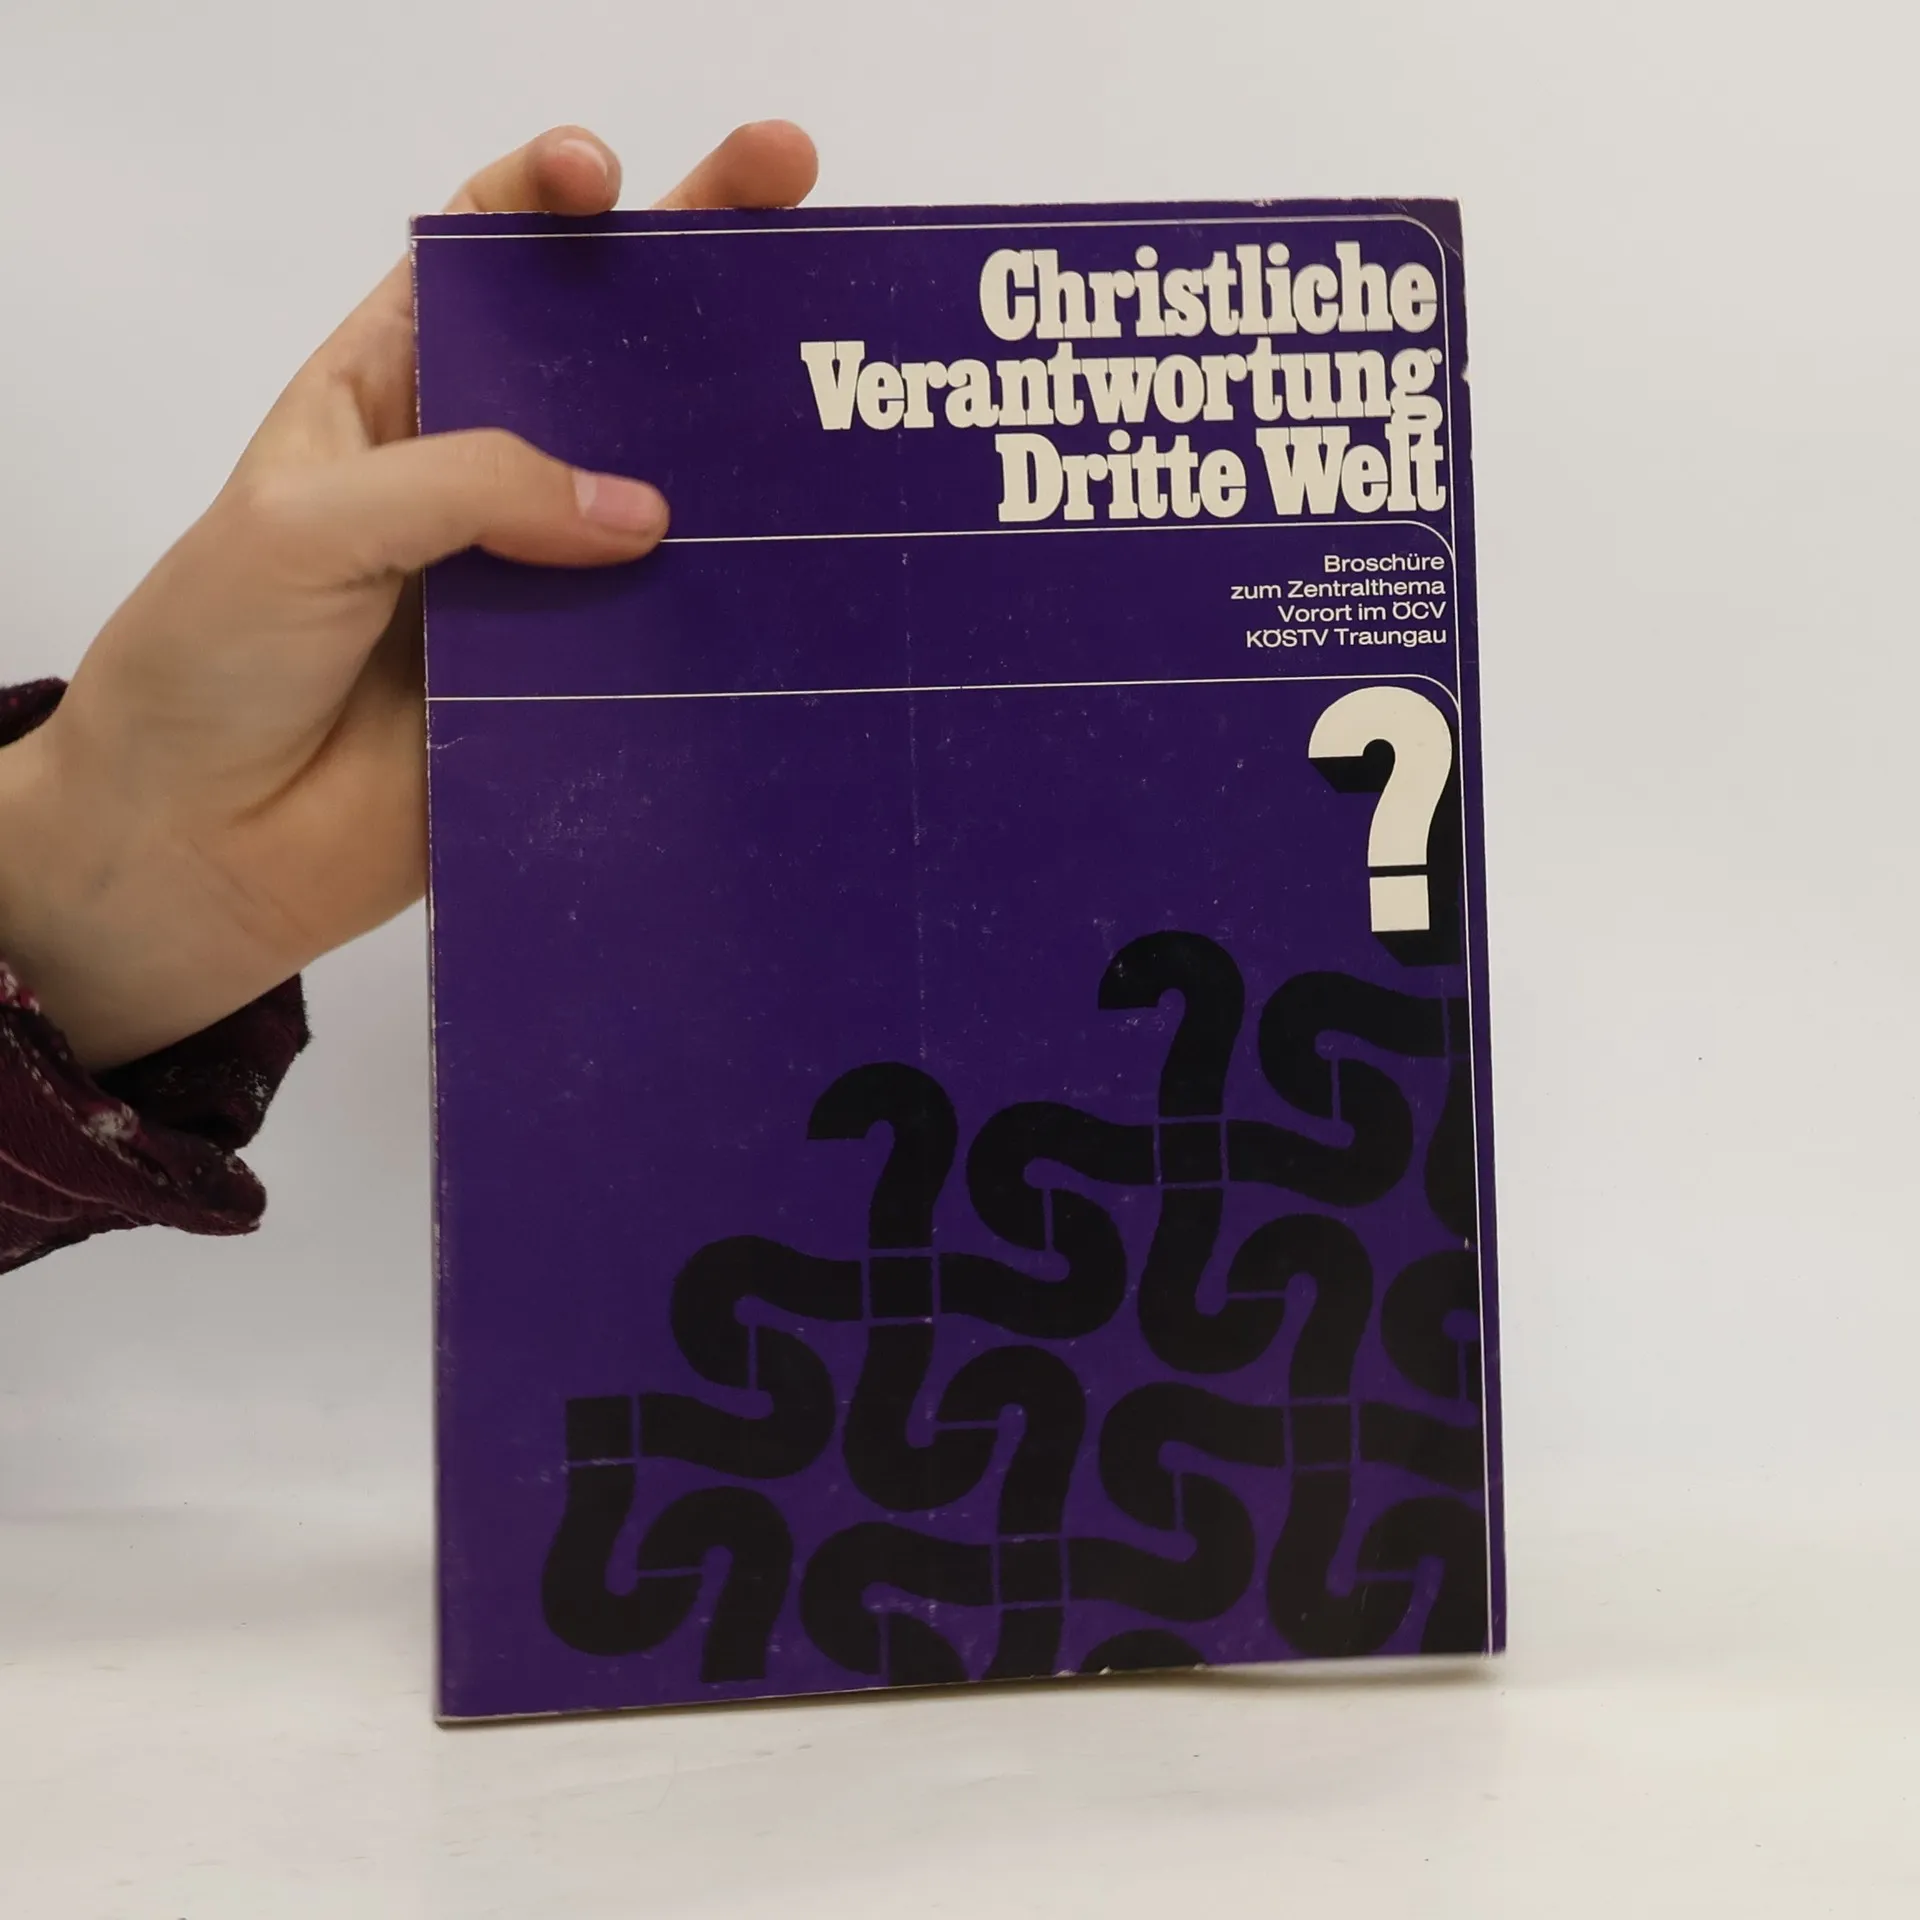 Christliche
Verantwortung
Dritte Welt
Broschüre
zum Zentralthema
Vorort im ÖCV
KÖSTV Traungau
?